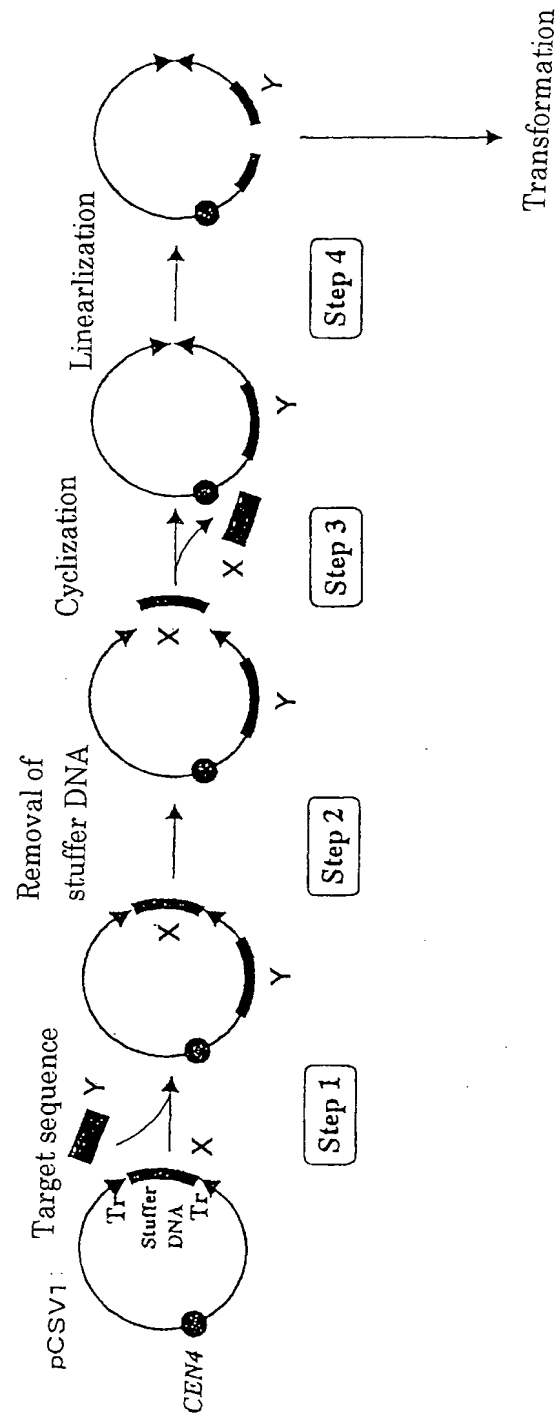 pCSV1:
Target sequence
Y
Tr
Stuffer
DNA
Tr
X
CEN4
Step 1
Removal of
stuffer DNA
X
Y
Step 2
Cyclization
X
Y
X
Step 3
Linearlization
Y
Step 4
Y
Transformation